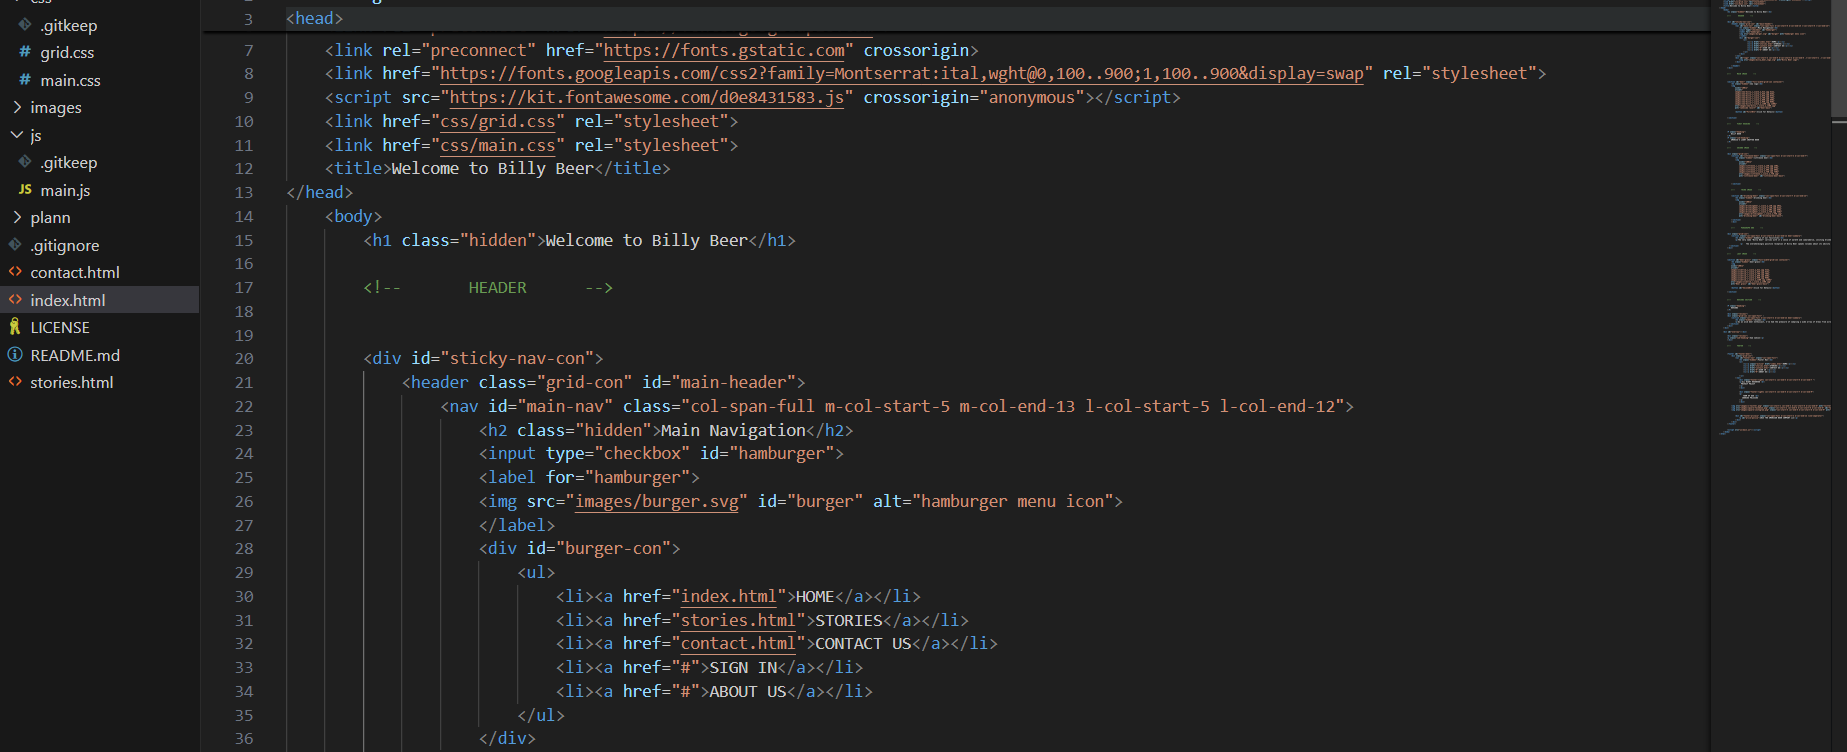 css
.gitkeep
grid.css
main.css
images
js
.gitkeep
JS main.js
plann
.gitignore
contact.html
index.html
LICENSE
README.md
stories.html
3 <head>
7 <link rel="preconnect" href="https://fonts.gstatic.com" crossorigin>
8 <link href="https://fonts.googleapis.com/css2?family=Montserrat:ital,wght@0,100..900;1,100..900&display=swap" rel="stylesheet">
9 <script src="https://kit.fontawesome.com/d0e8431583.js" crossorigin="anonymous"></script>
10 <link href="css/grid.css" rel="stylesheet">
11 <link href="css/main.css" rel="stylesheet">
12 <title>Welcome to Billy Beer</title>
13 </head>
14 <body>
15 <h1 class="hidden">Welcome to Billy Beer</h1>
16
17 <!-- HEADER -->
18
19
20 <div id="sticky-nav-con">
21 <header class="grid-con" id="main-header">
22 <nav id="main-nav" class="col-span-full m-col-start-5 m-col-end-13 l-col-start-5 l-col-end-12">
23 <h2 class="hidden">Main Navigation</h2>
24 <input type="checkbox" id="hamburger">
25 <label for="hamburger">
26 <img src="images/burger.svg" id="burger" alt="hamburger menu icon">
27 </label>
28 <div id="burger-con">
29 <ul>
30 <li><a href="index.html">HOME</a></li>
31 <li><a href="stories.html">STORIES</a></li>
32 <li><a href="contact.html">CONTACT US</a></li>
33 <li><a href="#">SIGN IN</a></li>
34 <li><a href="#">ABOUT US</a></li>
35 </ul>
36 </div>